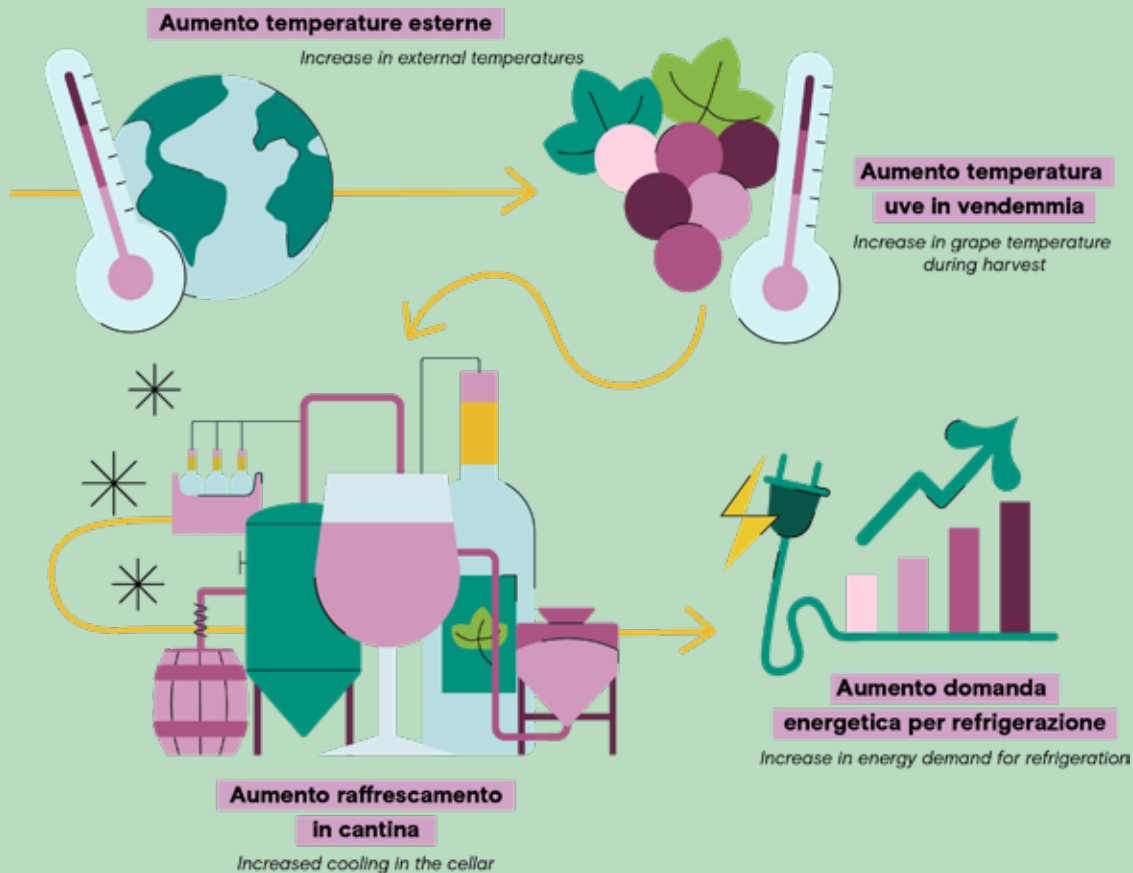 Aumento temperature esterne
Increase in external temperatures
Aumento temperatura
uve in vendemmia
Increase in grape temperature
during harvest
Aumento raffrescamento
in cantina
Increased cooling in the cellar
Aumento domanda
energetica per refrigerazione
Increase in energy demand for refrigeration